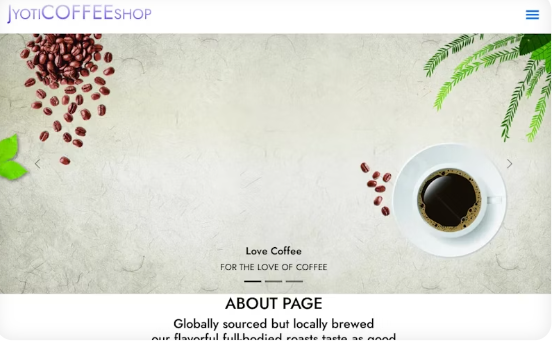 JYOTICOFFEESHOP
Love Coffee
FOR THE LOVE OF COFFEE
ABOUT PAGE
Globally sourced but locally brewed
our flavorful full-bodied roasts taste as good